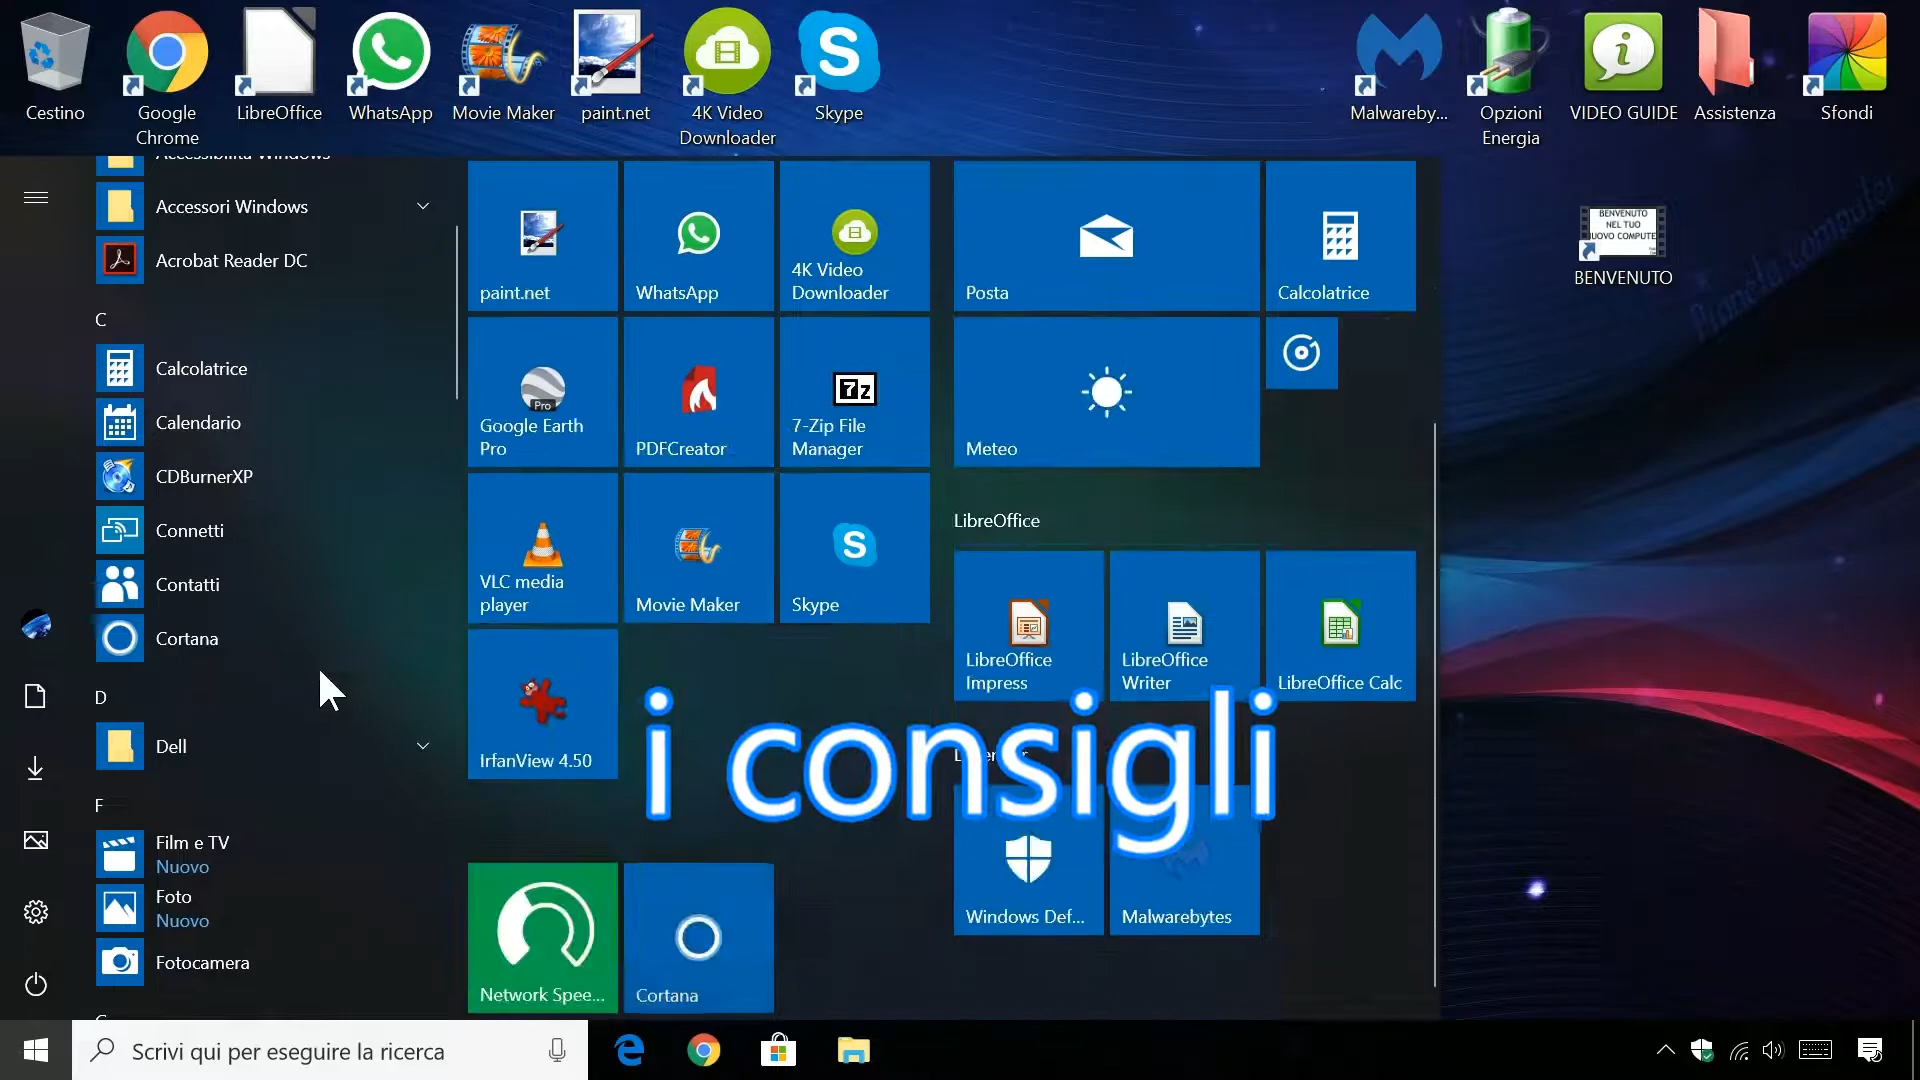 Cestino
Google
Chrome
LibreOffice
WhatsApp
Movie Maker
paint.net
4K Video
Downloader
Skype
Malwareby...
Opzioni
Energia
VIDEO GUIDE
Assistenza
Sfondi
BENVENUTO
NEL TUO
BENVENUTO
Pianeta.computer
Accessibilità Windows
Accessori Windows
Acrobat Reader DC
C
Calcolatrice
Calendario
CDBurnerXP
Connetti
Contatti
Cortana
D
Dell
F
Film e TV
Nuovo
Foto
Nuovo
Fotocamera
paint.net
WhatsApp
4K Video
Downloader
Pro
Google Earth
Pro
PDFCreator
7z
7-Zip File
Manager
VLC media
player
Movie Maker
Skype
IrfanView 4.50
Network Spee...
Cortana
Posta
Calcolatrice
Meteo
LibreOffice
LibreOffice
Impress
LibreOffice
Writer
LibreOffice Calc
Windows Def...
Malwarebytes
i consigli
Scrivi qui per eseguire la ricerca